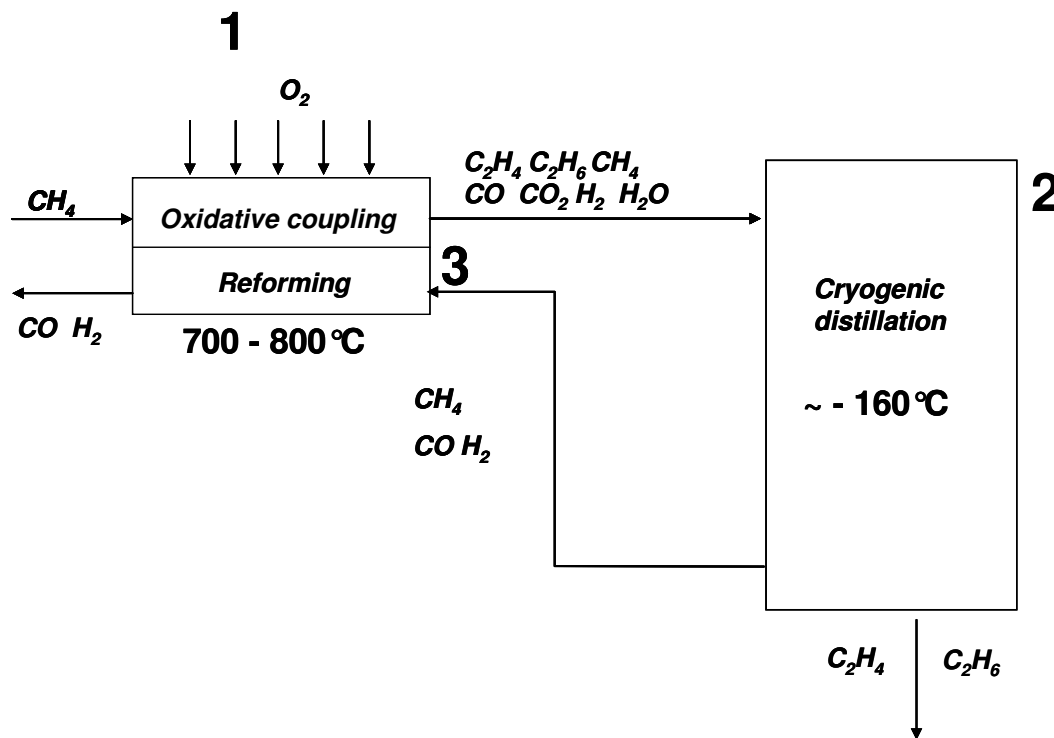 1
O2
C2H4 C2H6 CH4
CO CO2 H2 H2O
2
CH4
Oxidative coupling
3
Reforming
CO H2
700 - 800°C
Cryogenic
distillation
~ - 160°C
CH4
CO H2
C2H4 C2H6